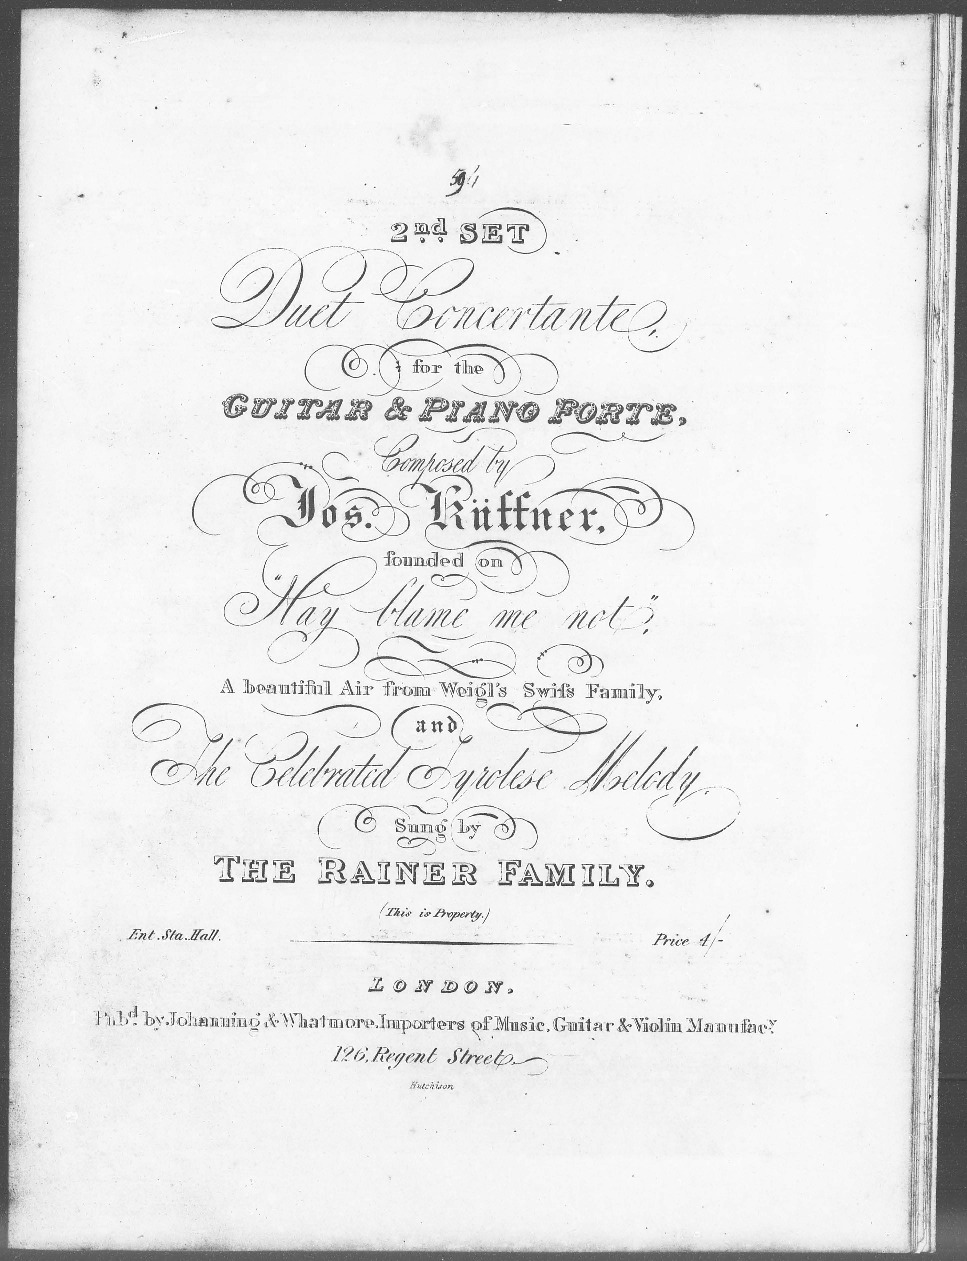 2nd. SET
Duet Concertante,
for the
GUITAR & PIANO FORTE,
Composed by
Jos. Küffner,
founded on
"Nay blame me not",
A beautiful Air from Weigl's Swiſs Family,
and
The Celebrated Tyrolese Melody,
Sung by
THE RAINER FAMILY.
(This is Property.)
Ent. Sta. Hall.
Price 4/-
LONDON.
Pubd. by Johanning & Whatmore, Importers of Music, Guitar & Violin Manufacy.
126, Regent Street,
Hutchison